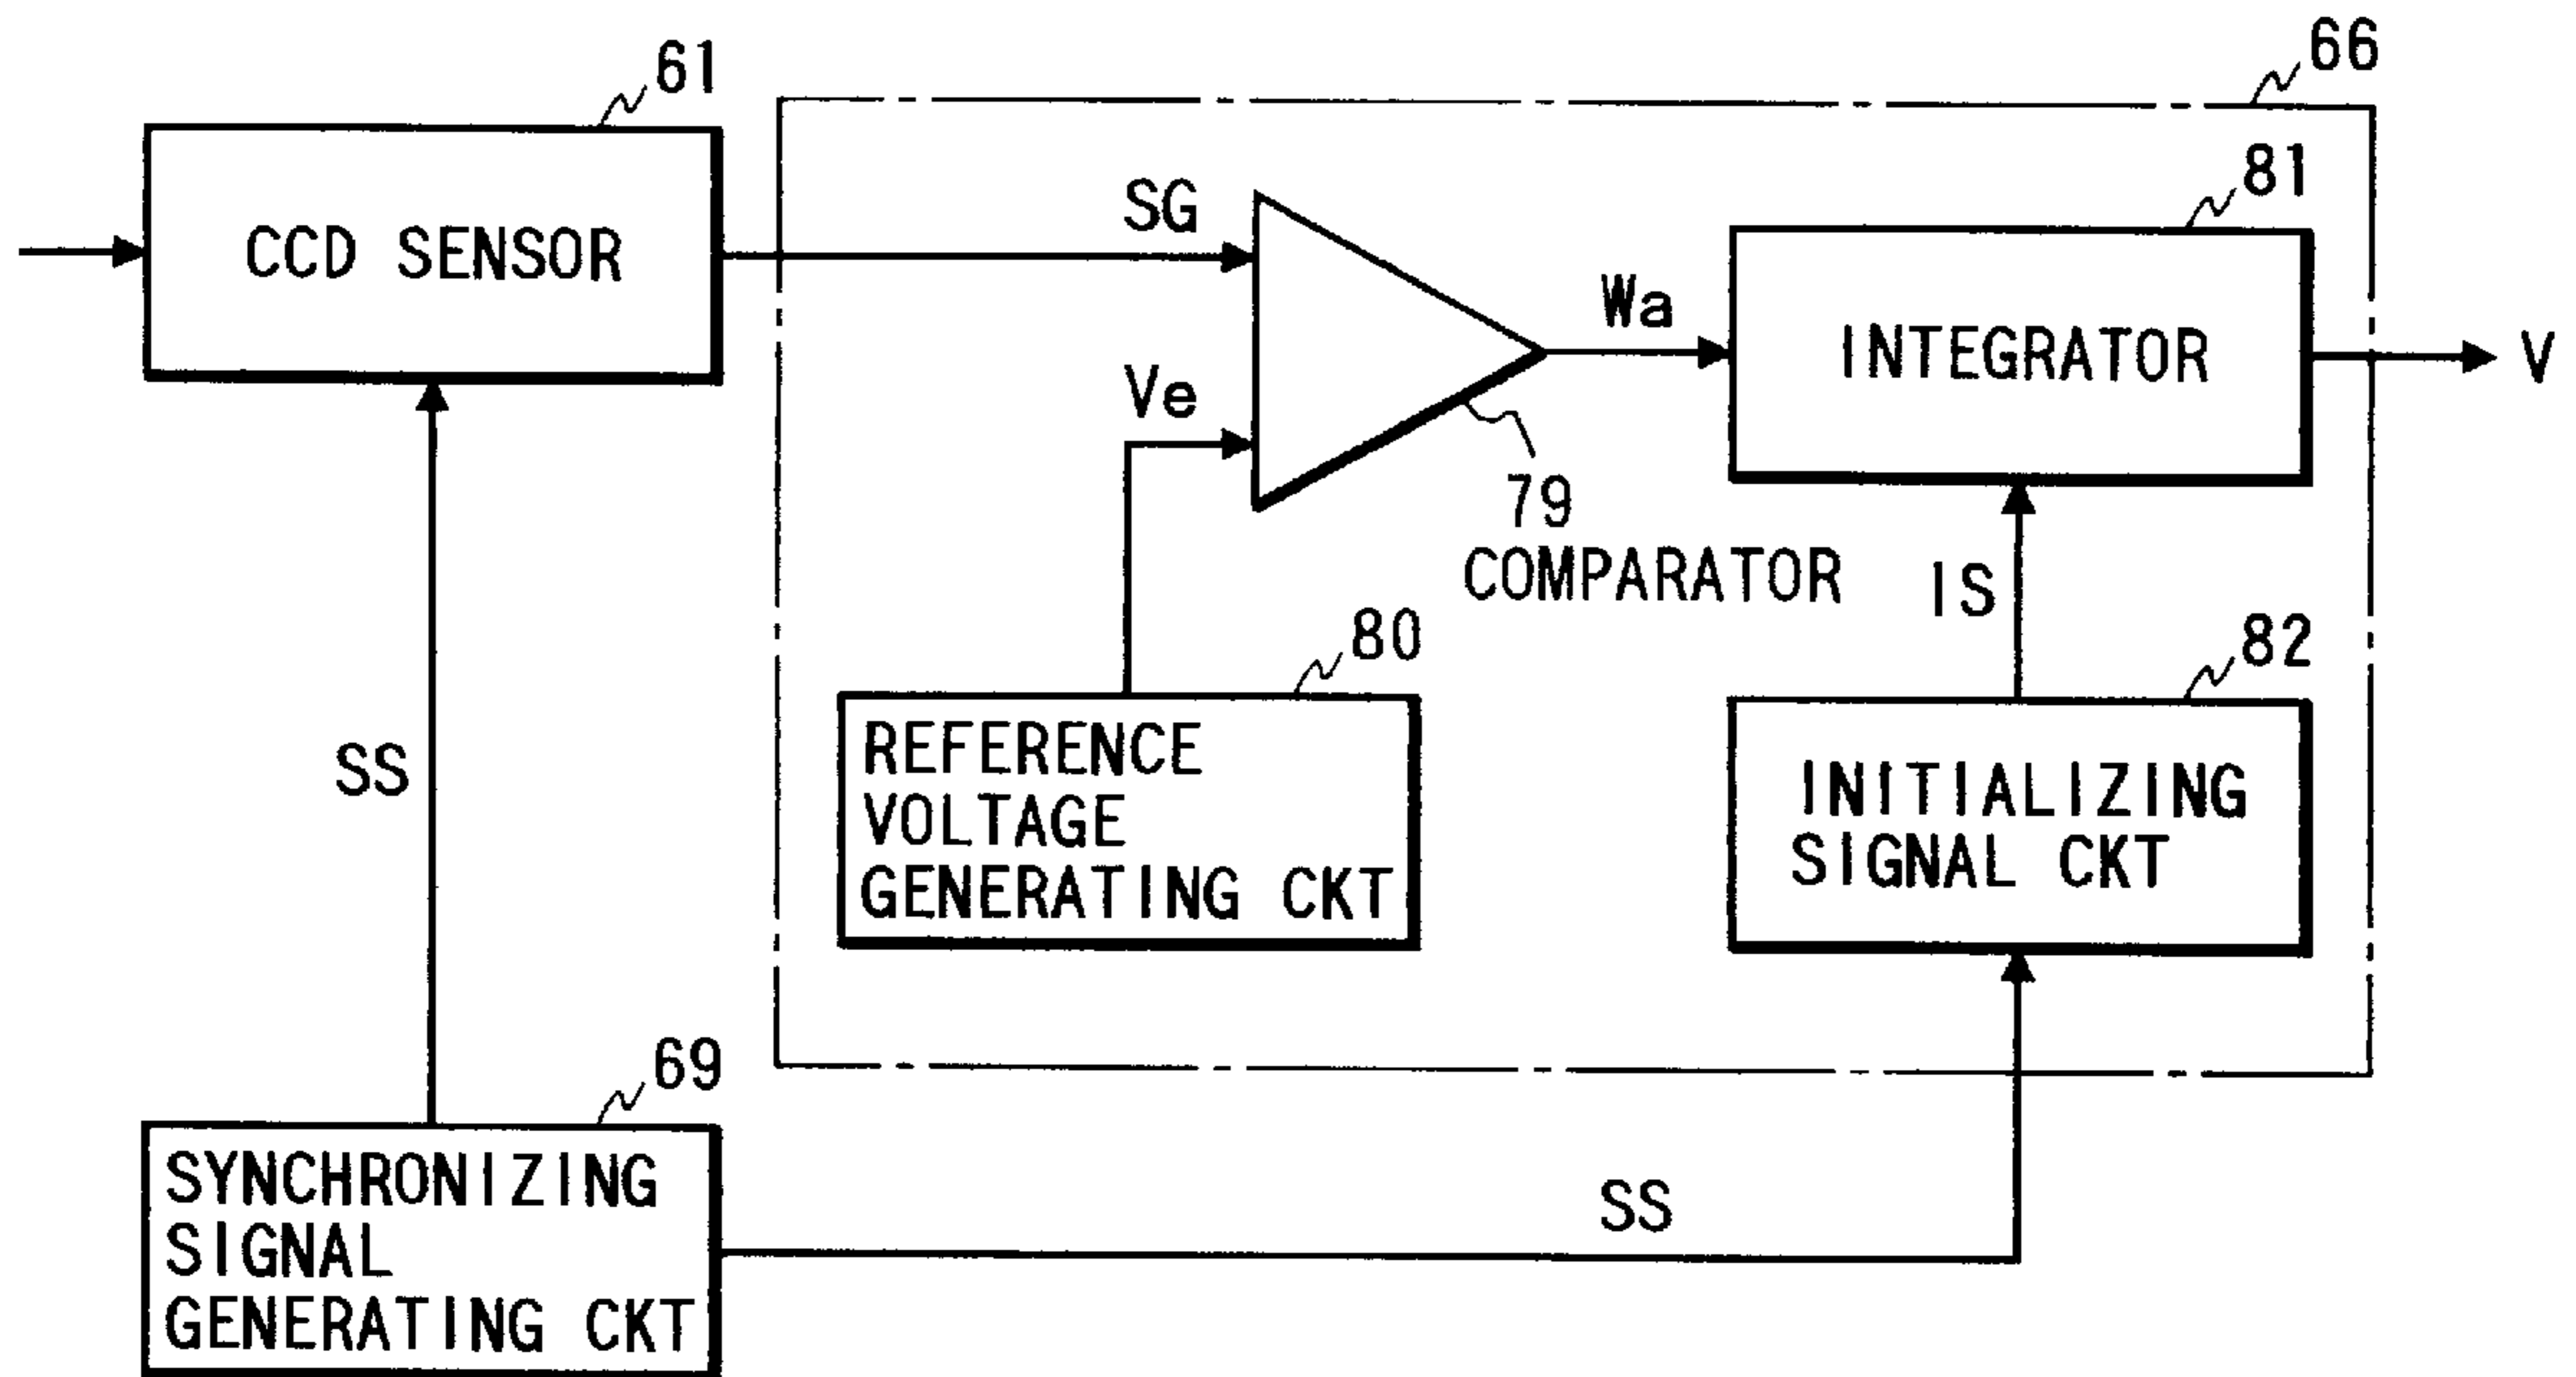 61
66
CCD SENSOR
SG
81
Wa
INTEGRATOR
V
Ve
79
COMPARATOR
IS
80
82
REFERENCE
VOLTAGE
GENERATING CKT
INITIALIZING
SIGNAL CKT
SS
69
SYNCHRONIZING
SIGNAL
GENERATING CKT
SS